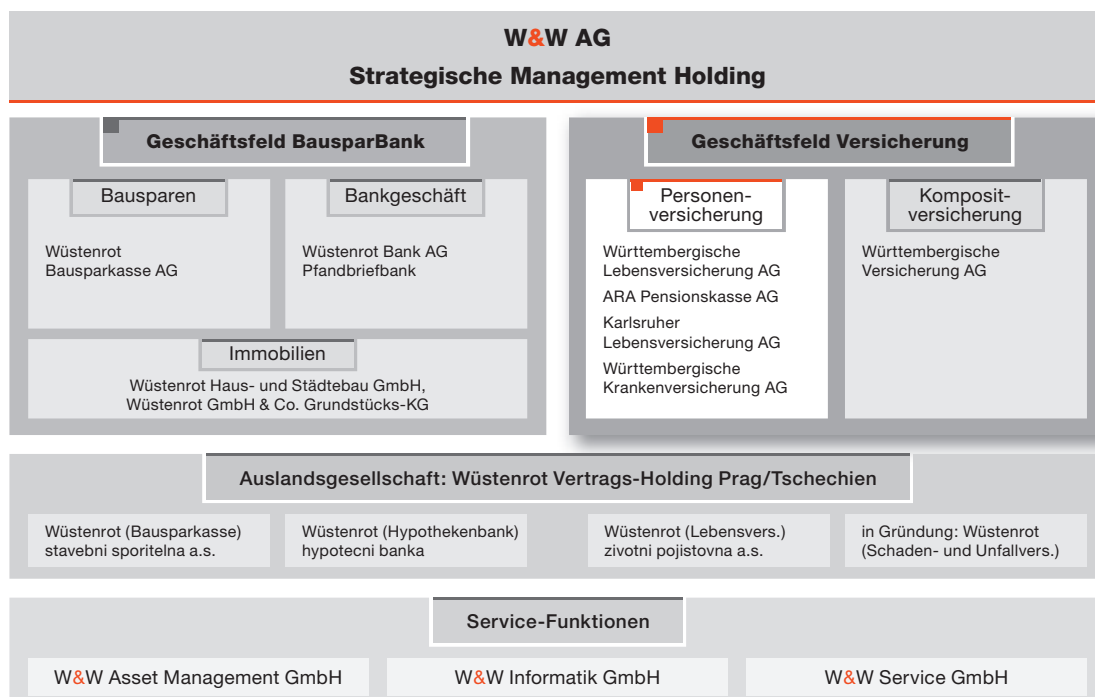 W&W AG
Strategische Management Holding
Geschäftsfeld BausparBank
Bausparen
Wüstenrot
Bausparkasse AG
Bankgeschäft
Wüstenrot Bank AG
Pfandbriefbank
Immobilien
Wüstenrot Haus- und Städtebau GmbH,
Wüstenrot GmbH & Co. Grundstücks-KG
Geschäftsfeld Versicherung
Personen-
versicherung
Württembergische
Lebensversicherung AG
ARA Pensionskasse AG
Karlsruher
Lebensversicherung AG
Württembergische
Krankenversicherung AG
Komposit-
versicherung
Württembergische
Versicherung AG
Auslandsgesellschaft: Wüstenrot Vertrags-Holding Prag/Tschechien
Wüstenrot (Bausparkasse)
stavebni sporitelna a.s.
Wüstenrot (Hypothekenbank)
hypotecni banka
Wüstenrot (Lebensvers.)
zivotni pojistovna a.s.
in Gründung: Wüstenrot
(Schaden- und Unfallvers.)
Service-Funktionen
W&W Asset Management GmbH
W&W Informatik GmbH
W&W Service GmbH